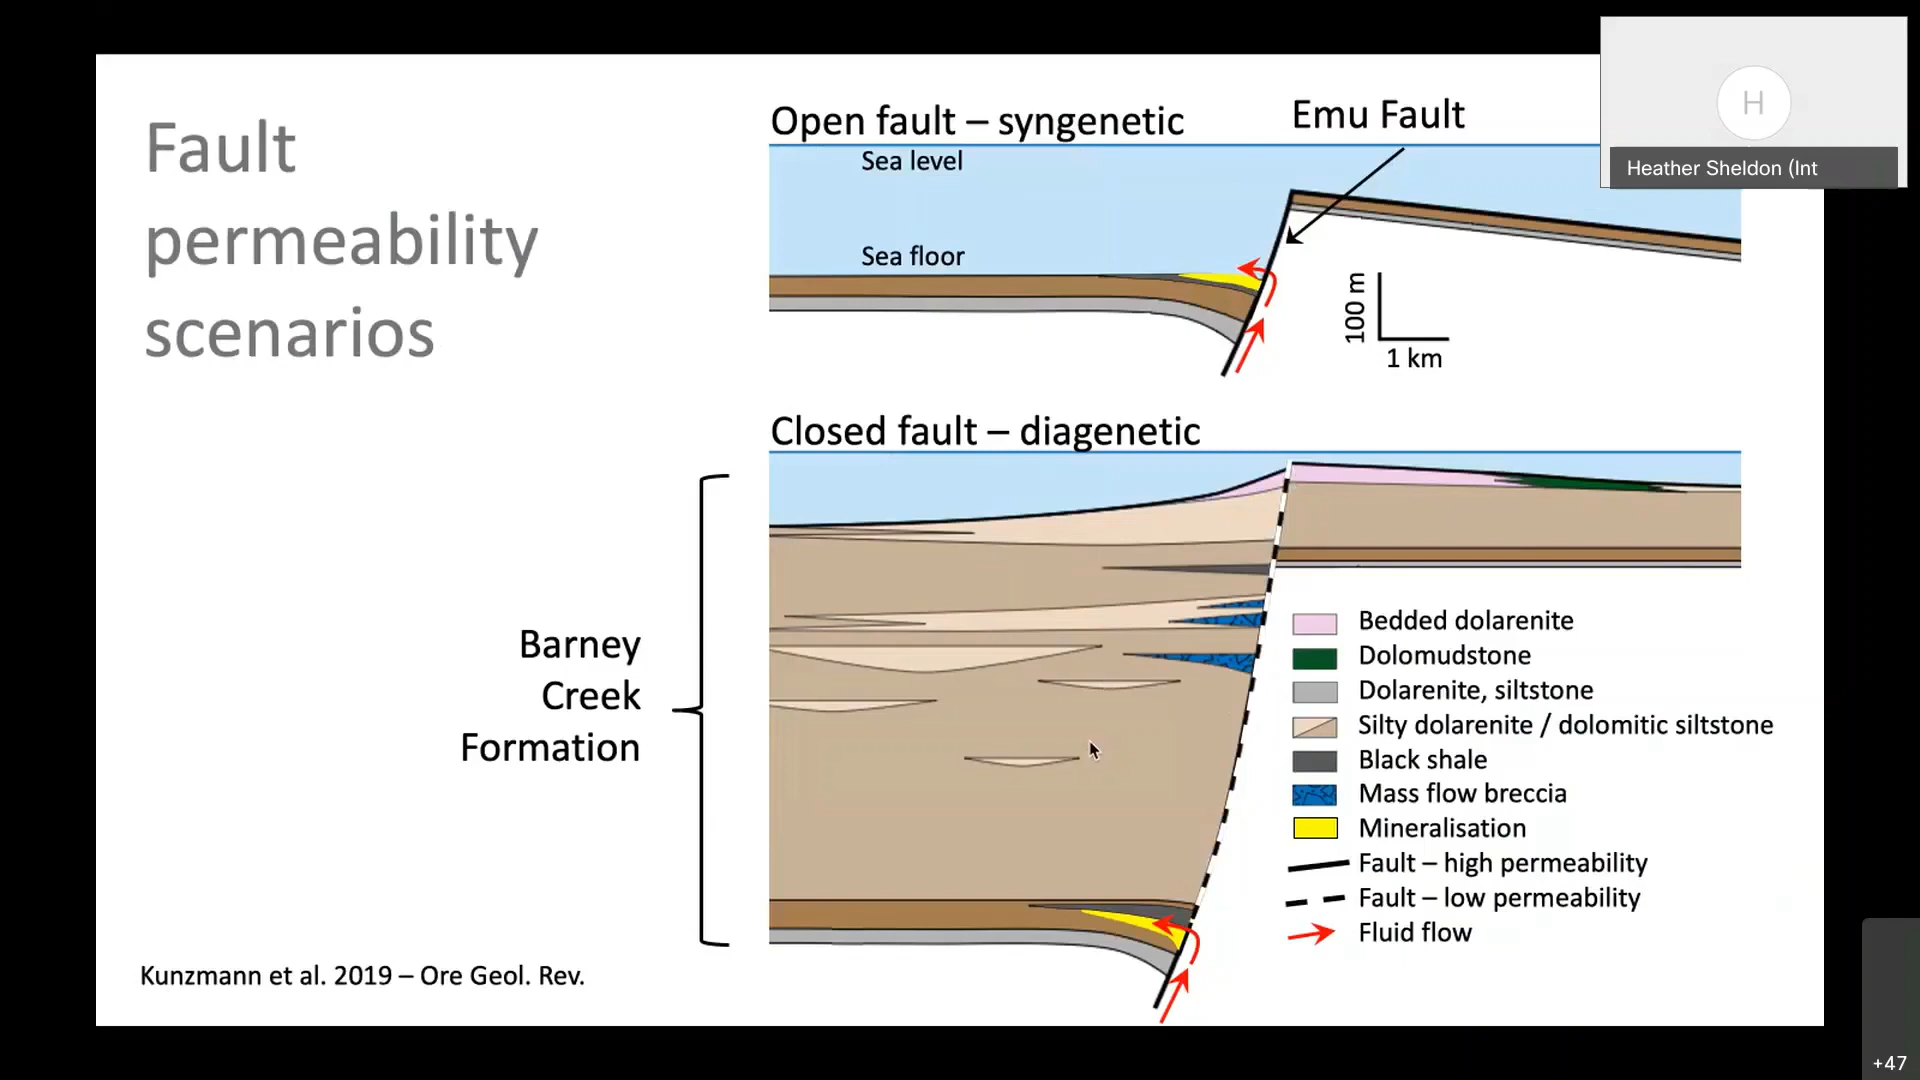 Fault
permeability
scenarios
Open fault – syngenetic
Emu Fault
Sea level
Sea floor
100 m
1 km
H
Heather Sheldon (Int
Closed fault – diagenetic
Barney
Creek
Formation
Bedded dolarenite
Dolomudstone
Dolarenite, siltstone
Silty dolarenite / dolomitic siltstone
Black shale
Mass flow breccia
Mineralisation
Fault – high permeability
Fault – low permeability
Fluid flow
Kunzmann et al. 2019 – Ore Geol. Rev.
+47